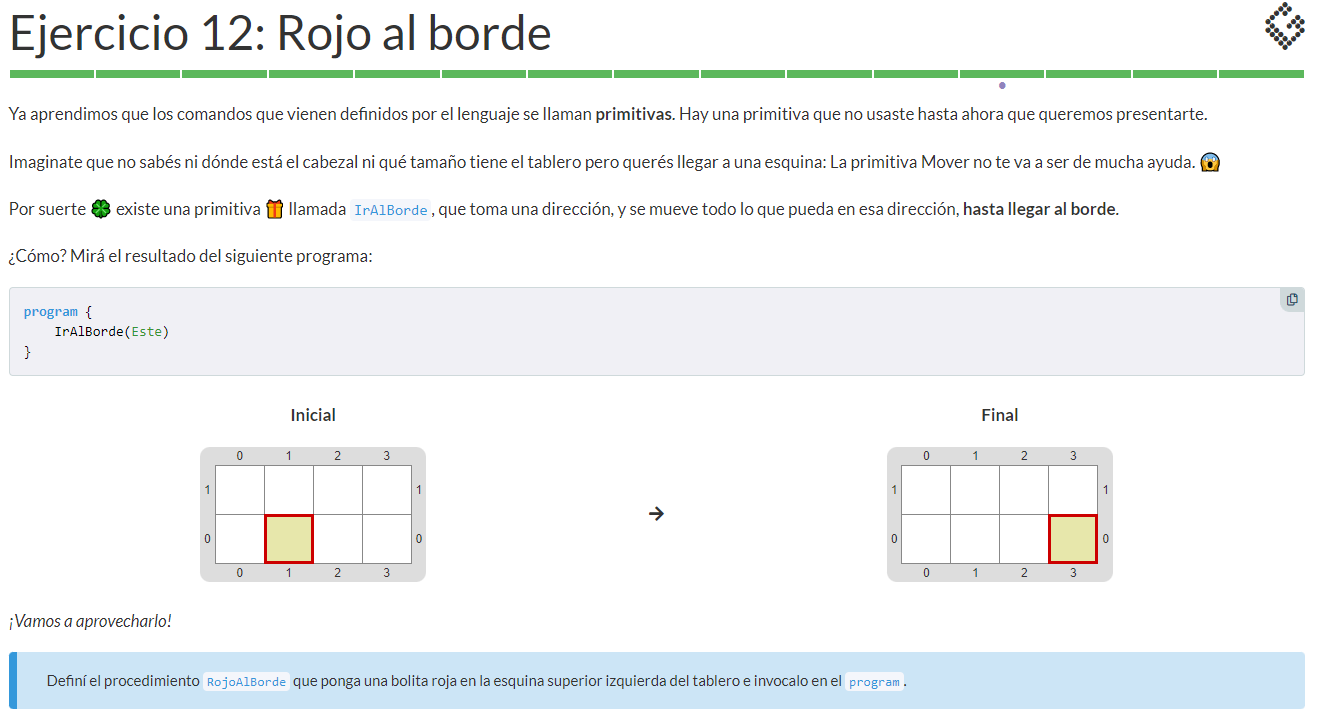 Ejercicio 12: Rojo al borde
Ya aprendimos que los comandos que vienen definidos por el lenguaje se llaman primitivas. Hay una primitiva que no usaste hasta ahora que queremos presentarte.
Imaginate que no sabés ni dónde está el cabezal ni qué tamaño tiene el tablero pero querés llegar a una esquina: La primitiva Mover no te va a ser de mucha ayuda. 😱
Por suerte 🍀 existe una primitiva 🎁 llamada IrAlBorde, que toma una dirección, y se mueve todo lo que pueda en esa dirección, hasta llegar al borde.
¿Cómo? Mirá el resultado del siguiente programa:
program {
    IrAlBorde(Este)
}
Inicial
0 1 2 3
1 1
0 0
0 1 2 3
→
Final
0 1 2 3
1 1
0 0
0 1 2 3
¡Vamos a aprovecharlo!
Definí el procedimiento RojoAlBorde que ponga una bolita roja en la esquina superior izquierda del tablero e invocalo en el program.